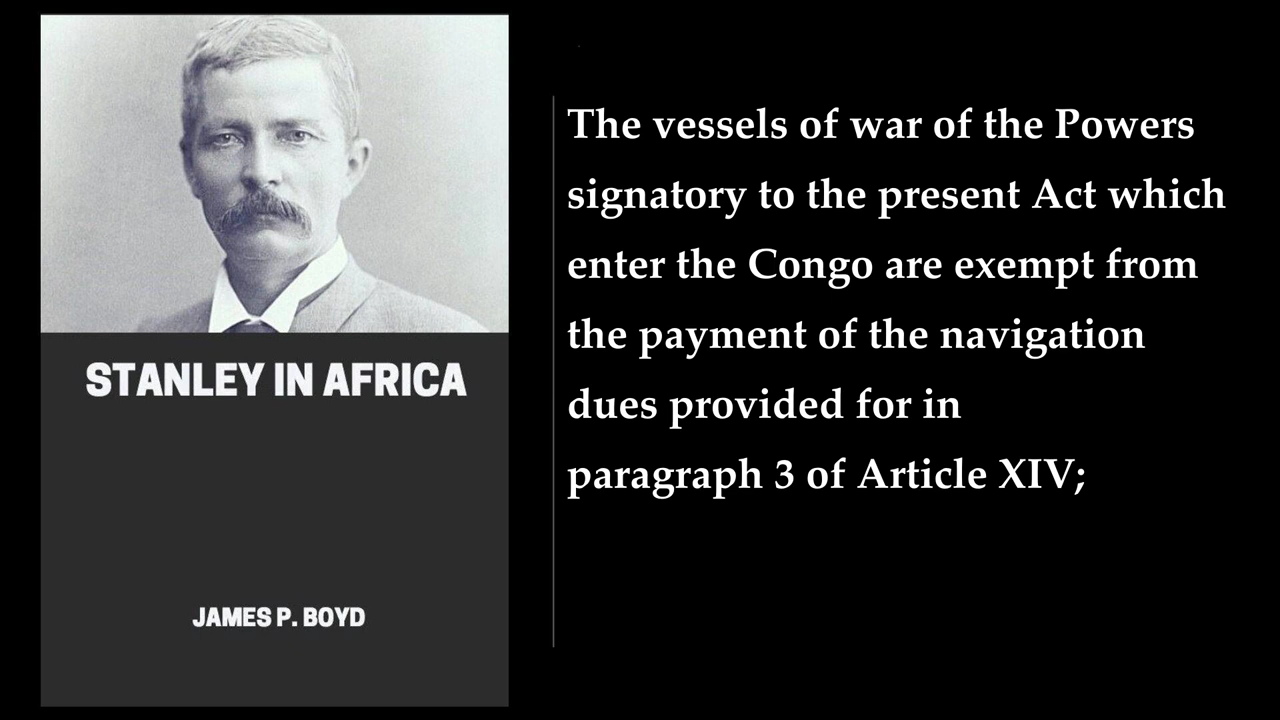 STANLEY IN AFRICA
JAMES P. BOYD
The vessels of war of the Powers
signatory to the present Act which
enter the Congo are exempt from
the payment of the navigation
dues provided for in
paragraph 3 of Article XIV;